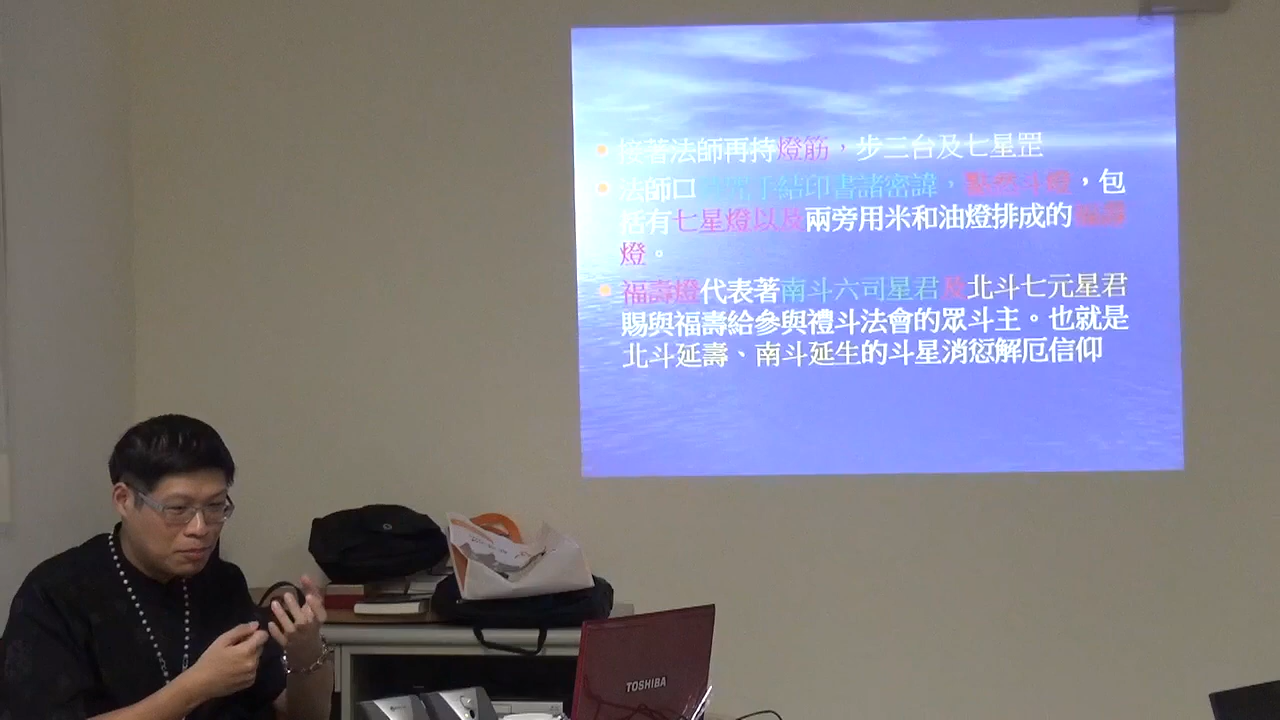 接著法師再持燈筋，步三台及七星罡
法師口手結印書諸密諱，點然斗燈，包
括有七星燈以及兩旁用米和油燈排成的福壽
燈。
福壽燈代表著南斗六司星君及北斗七元星君
賜與福壽給參與禮斗法會的眾斗主。也就是
北斗延壽、南斗延生的斗星消愆解厄信仰
TOSHIBA